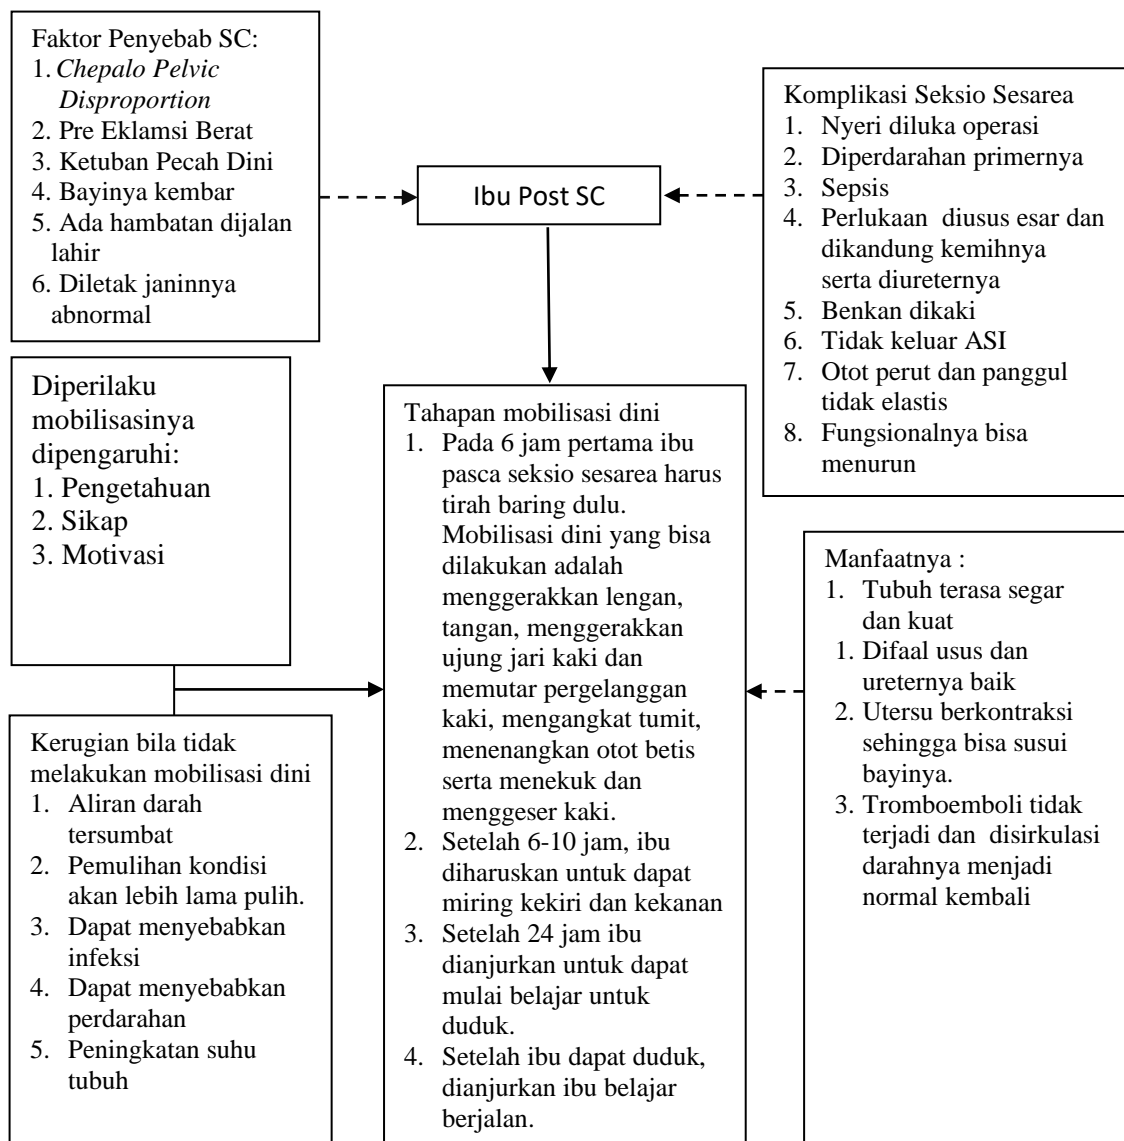 Faktor Penyebab SC:
1. Chepalo Pelvic
Disproportion
2. Pre Eklamsi Berat
3. Ketuban Pecah Dini
4. Bayinya kembar
5. Ada hambatan dijalan
lahir
6. Diletak janinnya
abnormal
Ibu Post SC
Komplikasi Seksio Sesarea
1. Nyeri diluka operasi
2. Diperdarahan primernya
3. Sepsis
4. Perlukaan diusus esar dan
dikandung kemihnya
serta diureternya
5. Benkan dikaki
6. Tidak keluar ASI
7. Otot perut dan panggul
tidak elastis
8. Fungsionalnya bisa
menurun
Diperilaku
mobilisasinya
dipengaruhi:
1. Pengetahuan
2. Sikap
3. Motivasi
Tahapan mobilisasi dini
1. Pada 6 jam pertama ibu
pasca seksio sesarea harus
tirah baring dulu.
Mobilisasi dini yang bisa
dilakukan adalah
menggerakkan lengan,
tangan, menggerakkan
ujung jari kaki dan
memutar pergelanggan
kaki, mengangkat tumit,
menenangkan otot betis
serta menekuk dan
menggeser kaki.
2. Setelah 6-10 jam, ibu
diharuskan untuk dapat
miring kekiri dan kekanan
3. Setelah 24 jam ibu
dianjurkan untuk dapat
mulai belajar untuk
duduk.
4. Setelah ibu dapat duduk,
dianjurkan ibu belajar
berjalan.
Manfaatnya :
1. Tubuh terasa segar
dan kuat
1. Difaal usus dan
ureternya baik
2. Utersu berkontraksi
sehingga bisa susui
bayinya.
3. Tromboemboli tidak
terjadi dan disirkulasi
darahnya menjadi
normal kembali
Kerugian bila tidak
melakukan mobilisasi dini
1. Aliran darah
tersumbat
2. Pemulihan kondisi
akan lebih lama pulih.
3. Dapat menyebabkan
infeksi
4. Dapat menyebabkan
perdarahan
5. Peningkatan suhu
tubuh